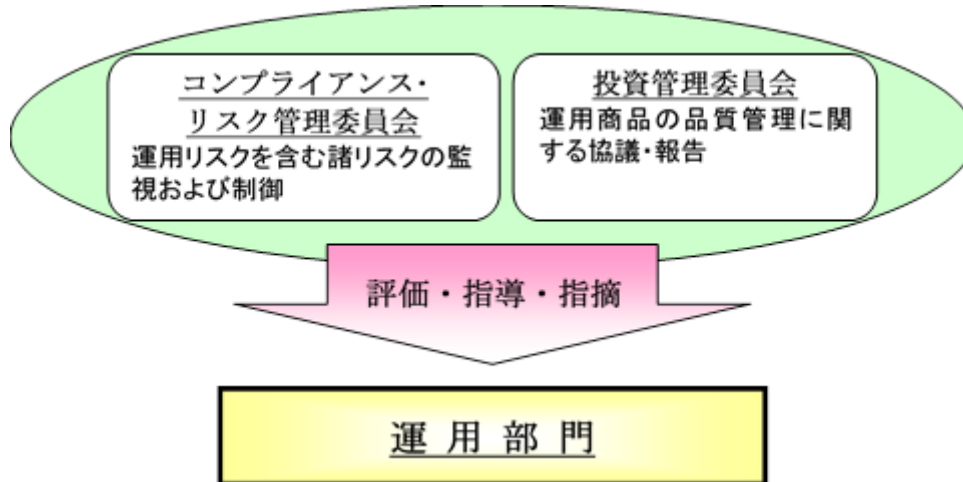 コンプライアンス・
リスク管理委員会
運用リスクを含む諸リスクの監
視および制御
投資管理委員会
運用商品の品質管理に関
する協議・報告
評価・指導・指摘
運用部門